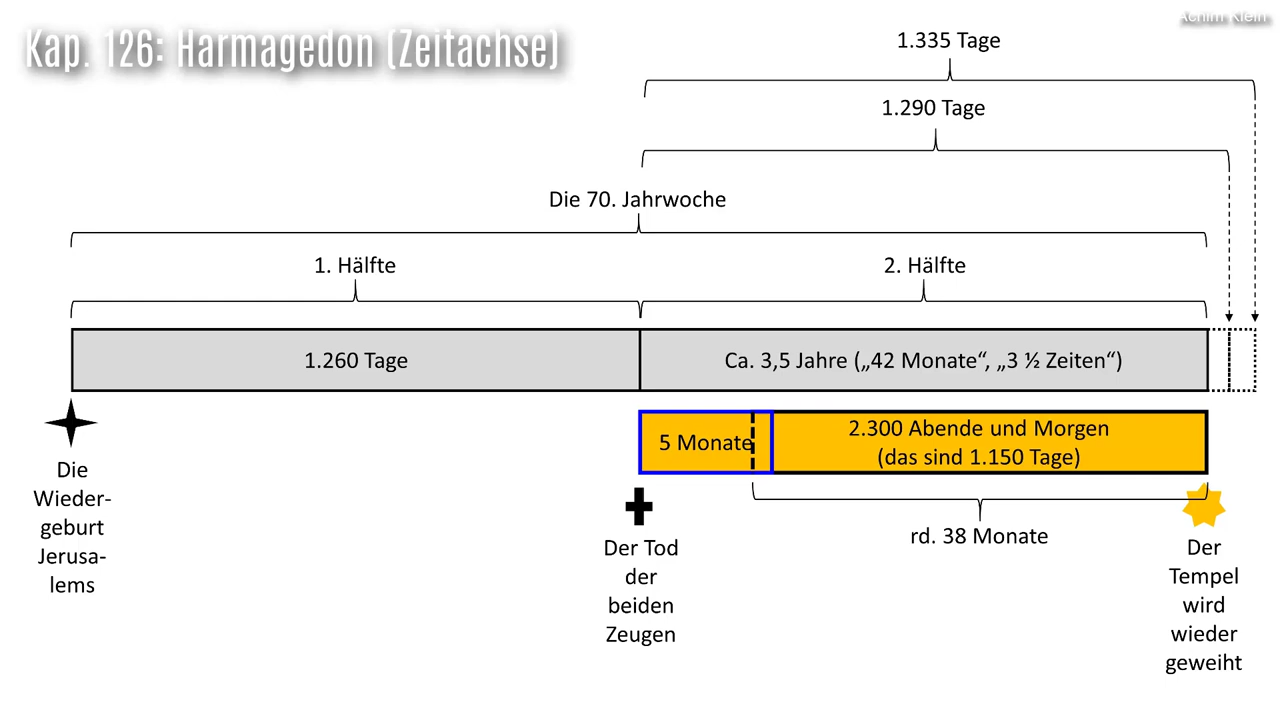 Achim Klein
Kap. 126: Harmagedon (Zeitachse)
1.335 Tage
1.290 Tage
Die 70. Jahrwoche
1. Hälfte
2. Hälfte
1.260 Tage
Ca. 3,5 Jahre („42 Monate“, „3 ½ Zeiten“)
5 Monate
2.300 Abende und Morgen
(das sind 1.150 Tage)
rd. 38 Monate
Die
Wieder-
geburt
Jerusa-
lems
Der Tod
der
beiden
Zeugen
Der
Tempel
wird
wieder
geweiht